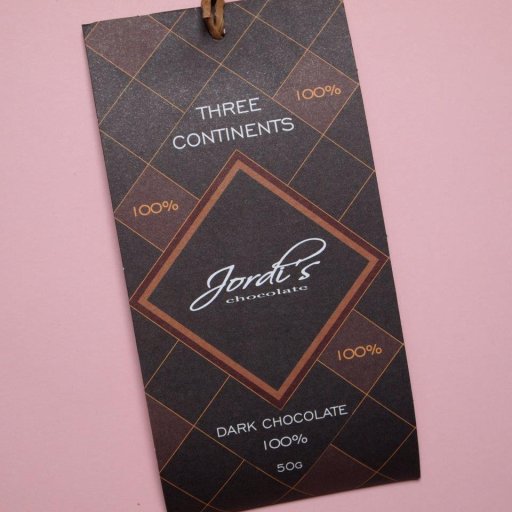 100%
THREE
CONTINENTS
100%
Jordi's
chocolate
100%
DARK CHOCOLATE
100%
50G